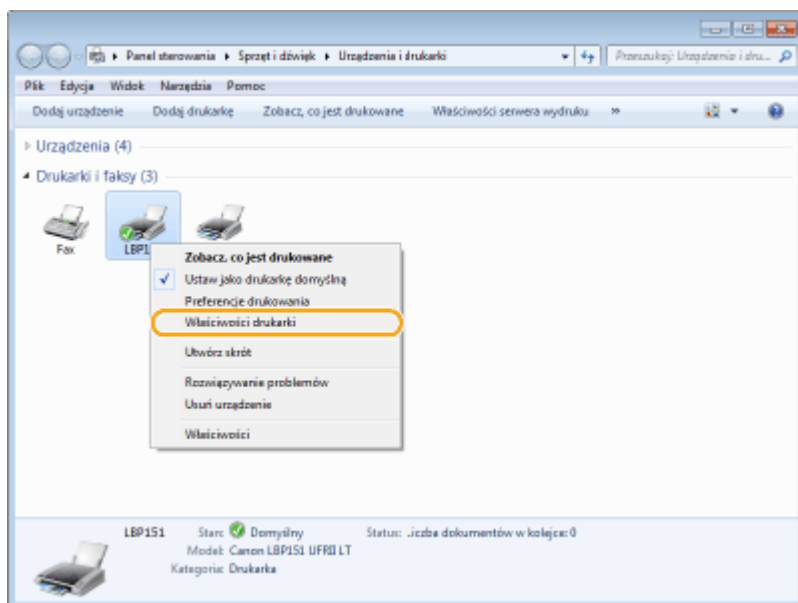 Panel sterowania ▸ Sprzęt i dźwięk ▸ Urządzenia i drukarki
Przeszukaj: Urządzenia i dru...
Plik Edycja Widok Narzędzia Pomoc
Dodaj urządzenie Dodaj drukarkę Zobacz, co jest drukowane Właściwości serwera wydruku »
Urządzenia (4)
Drukarki i faksy (3)
Fax
LBP1
Zobacz, co jest drukowane
Ustaw jako drukarkę domyślną
Preferencje drukowania
Właściwości drukarki
Utwórz skrót
Rozwiązywanie problemów
Usuń urządzenie
Właściwości
LBP151 Stan: Domyślny Status: Liczba dokumentów w kolejce: 0
Model: Canon LBP151 UFRII LT
Kategoria: Drukarka